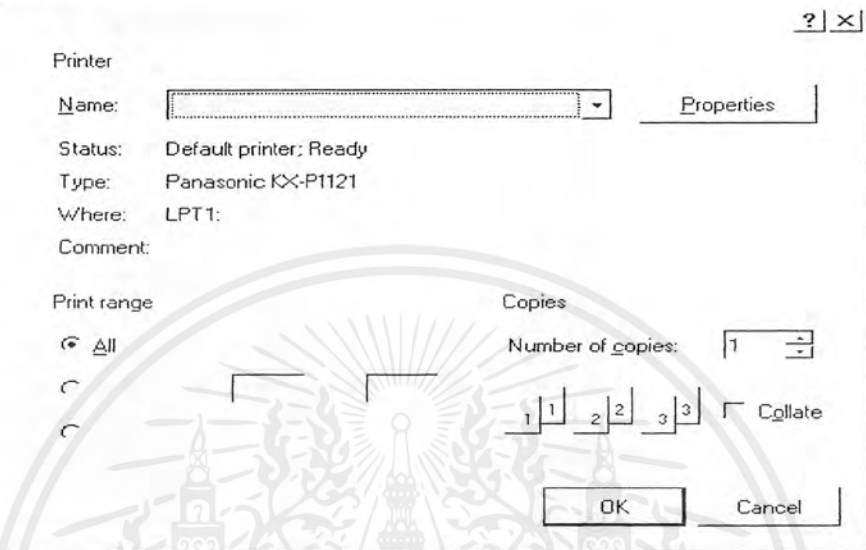 ? ×
Printer
Name: Properties
Status: Default printer; Ready
Type: Panasonic KX-P1121
Where: LPT1:
Comment:
Print range Copies
All Number of copies: 1
1 1 2 2 3 3 Collate
OK Cancel